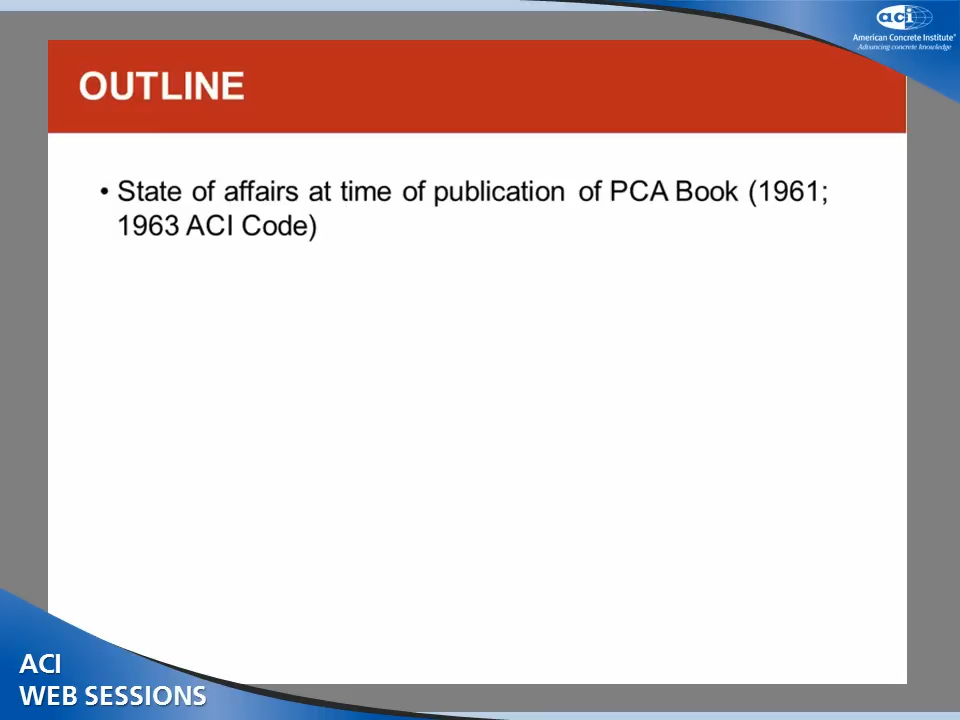 aci
American Concrete Institute®
Advancing concrete knowledge
OUTLINE
• State of affairs at time of publication of PCA Book (1961;
1963 ACI Code)
ACI
WEB SESSIONS